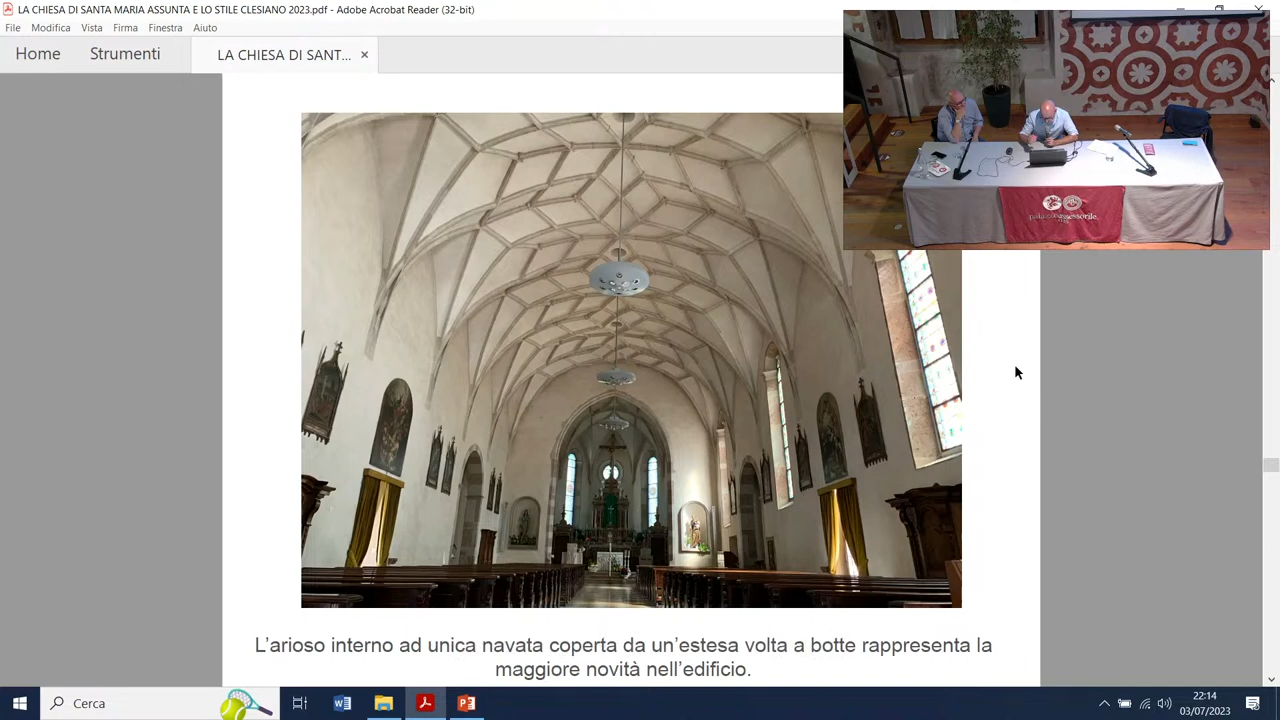 LA CHIESA DI SANTA MARIA ASSUNTA E LO STILE CLESIANO 2023.pdf - Adobe Acrobat Reader (32-bit)
File Modifica Vista Firma Finestra Aiuto
Home Strumenti LA CHIESA DI SANT... ×
L'arioso interno ad unica navata coperta da un'estesa volta a botte rappresenta la
maggiore novità nell'edificio.
Cerca
22:14
03/07/2023